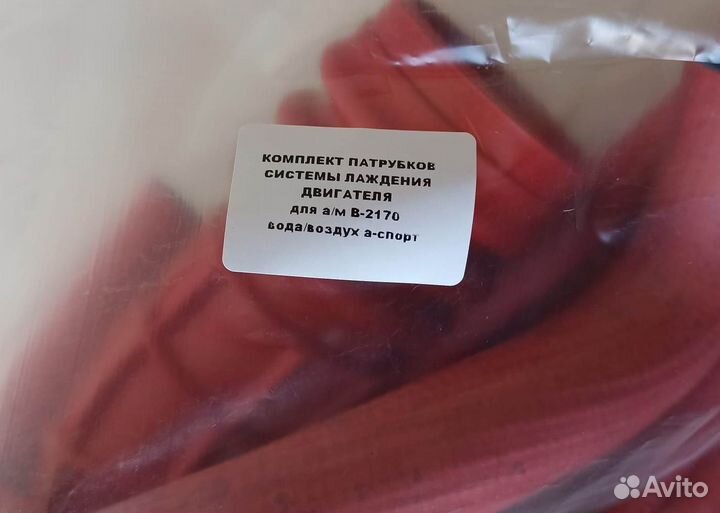 КОМПЛЕКТ ПАТРУБКОВ
СИСТЕМЫ ЛАЖДЕНИЯ
ДВИГАТЕЛЯ
для а/м В-2170
вода/воздух а-спорт
Avito